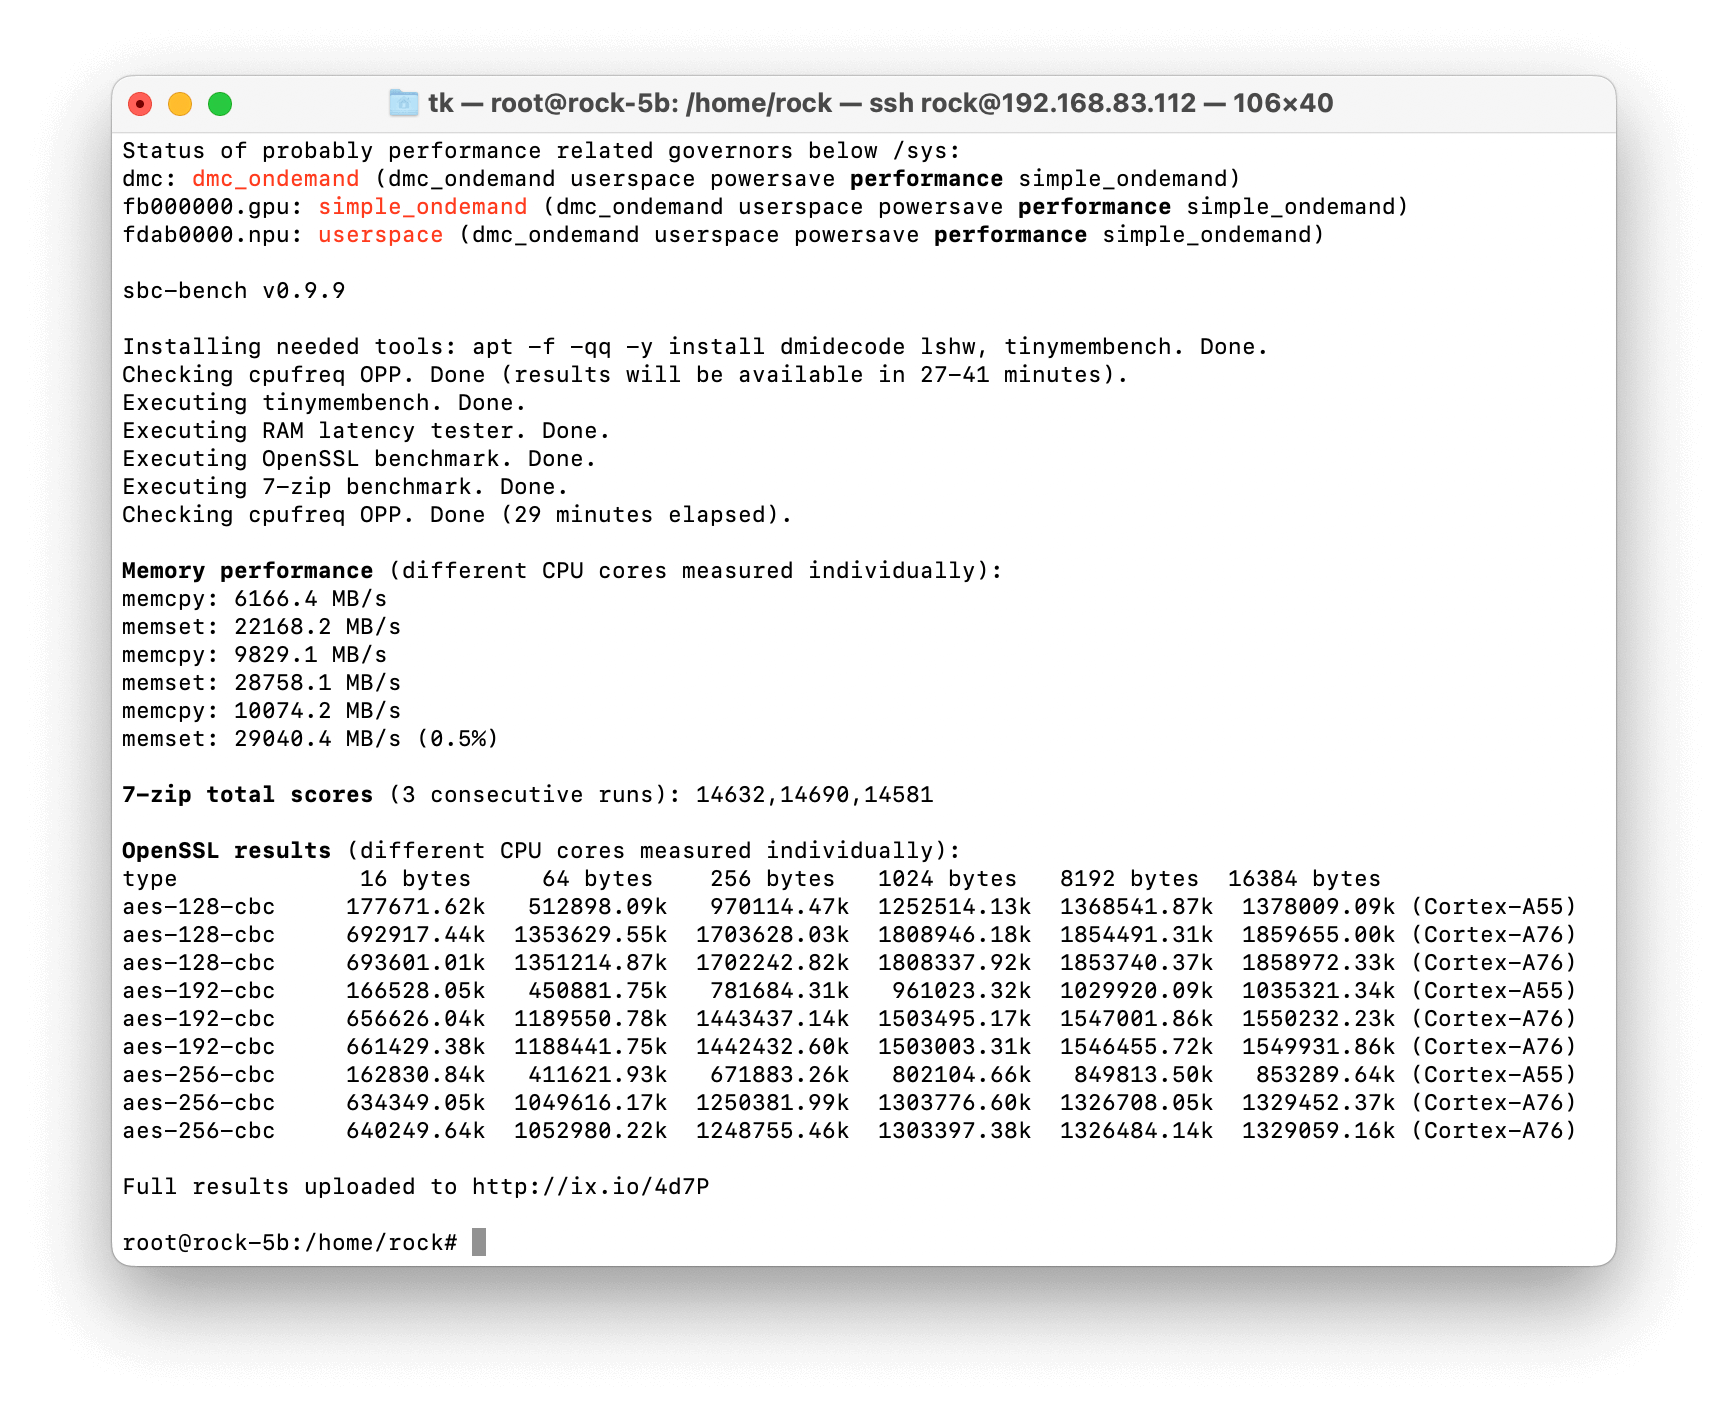 tk — root@rock-5b: /home/rock — ssh rock@192.168.83.112 — 106×40
Status of probably performance related governors below /sys:
dmc: dmc_ondemand (dmc_ondemand userspace powersave performance simple_ondemand)
fb000000.gpu: simple_ondemand (dmc_ondemand userspace powersave performance simple_ondemand)
fdab0000.npu: userspace (dmc_ondemand userspace powersave performance simple_ondemand)
sbc-bench v0.9.9
Installing needed tools: apt -f -qq -y install dmidecode lshw, tinymembench. Done.
Checking cpufreq OPP. Done (results will be available in 27-41 minutes).
Executing tinymembench. Done.
Executing RAM latency tester. Done.
Executing OpenSSL benchmark. Done.
Executing 7-zip benchmark. Done.
Checking cpufreq OPP. Done (29 minutes elapsed).
Memory performance (different CPU cores measured individually):
memcpy: 6166.4 MB/s
memset: 22168.2 MB/s
memcpy: 9829.1 MB/s
memset: 28758.1 MB/s
memcpy: 10074.2 MB/s
memset: 29040.4 MB/s (0.5%)
7-zip total scores (3 consecutive runs): 14632,14690,14581
OpenSSL results (different CPU cores measured individually):
type             16 bytes     64 bytes    256 bytes   1024 bytes   8192 bytes  16384 bytes
aes-128-cbc     177671.62k   512898.09k   970114.47k  1252514.13k  1368541.87k  1378009.09k (Cortex-A55)
aes-128-cbc     692917.44k  1353629.55k  1703628.03k  1808946.18k  1854491.31k  1859655.00k (Cortex-A76)
aes-128-cbc     693601.01k  1351214.87k  1702242.82k  1808337.92k  1853740.37k  1858972.33k (Cortex-A76)
aes-192-cbc     166528.05k   450881.75k   781684.31k   961023.32k  1029920.09k  1035321.34k (Cortex-A55)
aes-192-cbc     656626.04k  1189550.78k  1443437.14k  1503495.17k  1547001.86k  1550232.23k (Cortex-A76)
aes-192-cbc     661429.38k  1188441.75k  1442432.60k  1503003.31k  1546455.72k  1549931.86k (Cortex-A76)
aes-256-cbc     162830.84k   411621.93k   671883.26k   802104.66k   849813.50k   853289.64k (Cortex-A55)
aes-256-cbc     634349.05k  1049616.17k  1250381.99k  1303776.60k  1326708.05k  1329452.37k (Cortex-A76)
aes-256-cbc     640249.64k  1052980.22k  1248755.46k  1303397.38k  1326484.14k  1329059.16k (Cortex-A76)
Full results uploaded to http://ix.io/4d7P
root@rock-5b:/home/rock#